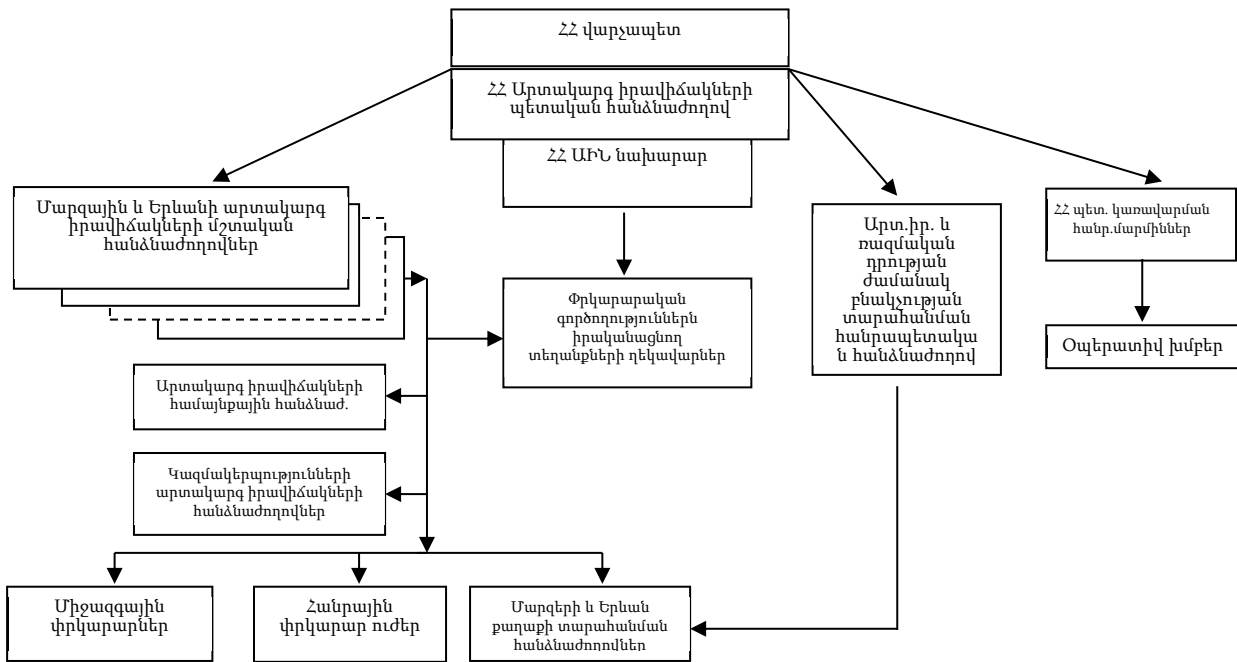 ՀՀ վարչապետ
ՀՀ Արտակարգ իրավիճակների
պետական հանձնաժողով
ՀՀ ԱԻՆ նախարար
Մարզային և Երևանի արտակարգ
իրավիճակների մշտական
հանձնաժողովներ
Արտ.իր. և
ռազմական
դրության
ժամանակ
բնակչության
տարահանման
հանրապետակա
ն հանձնաժողով
ՀՀ պետ. կառավարման
հանր.մարմիններ
Փրկարարական
գործողություններն
իրականացնող
տեղանքների ղեկավարներ
Օպերատիվ խմբեր
Արտակարգ իրավիճակների
համայնքային հանձնաժ.
Կազմակերպությունների
արտակարգ իրավիճակների
հանձնաժողովներ
Միջազգային
փրկարարներ
Հանրային
փրկարար ուժեր
Մարզերի և Երևան
քաղաքի տարահանման
հանձնաժողովներ